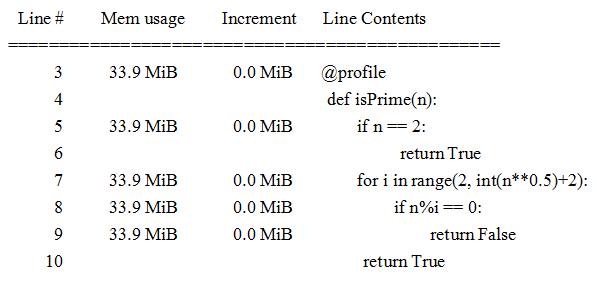 Line # Mem usage Increment Line Contents
================================================
3 33.9 MiB 0.0 MiB @profile
4 def isPrime(n):
5 33.9 MiB 0.0 MiB if n == 2:
6 return True
7 33.9 MiB 0.0 MiB for i in range(2, int(n**0.5)+2):
8 33.9 MiB 0.0 MiB if n%i == 0:
9 33.9 MiB 0.0 MiB return False
10 return True